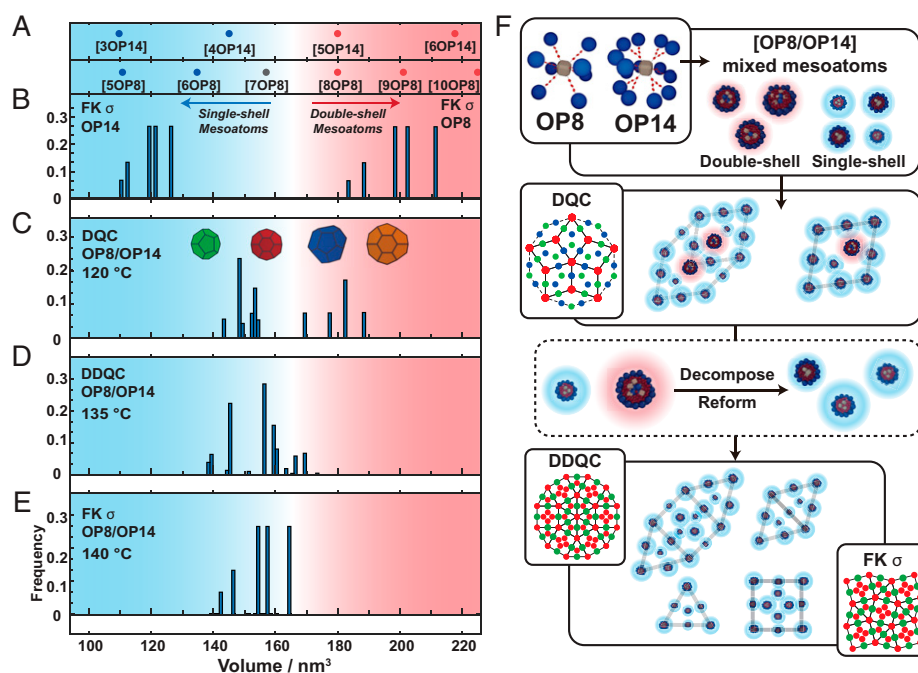 A
[3OP14]
[4OP14]
[5OP14]
[6OP14]
[5OP8]
[6OP8]
[7OP8]
[8OP8]
[9OP8]
[10OP8]
B
FK σ
OP14
Single-shell
Mesoatoms
Double-shell
Mesoatoms
FK σ
OP8
0.3
0.2
0.1
0
C
DQC
OP8/OP14
120 °C
0.3
0.2
0.1
0
D
DDQC
OP8/OP14
135 °C
0.3
0.2
0.1
0
E
FK σ
OP8/OP14
140 °C
0.3
0.2
0.1
0
Frequency
100
120
140
160
180
200
220
Volume / nm³
F
OP8
OP14
[OP8/OP14]
mixed mesoatoms
Double-shell
Single-shell
DQC
Decompose
Reform
DDQC
FK σ